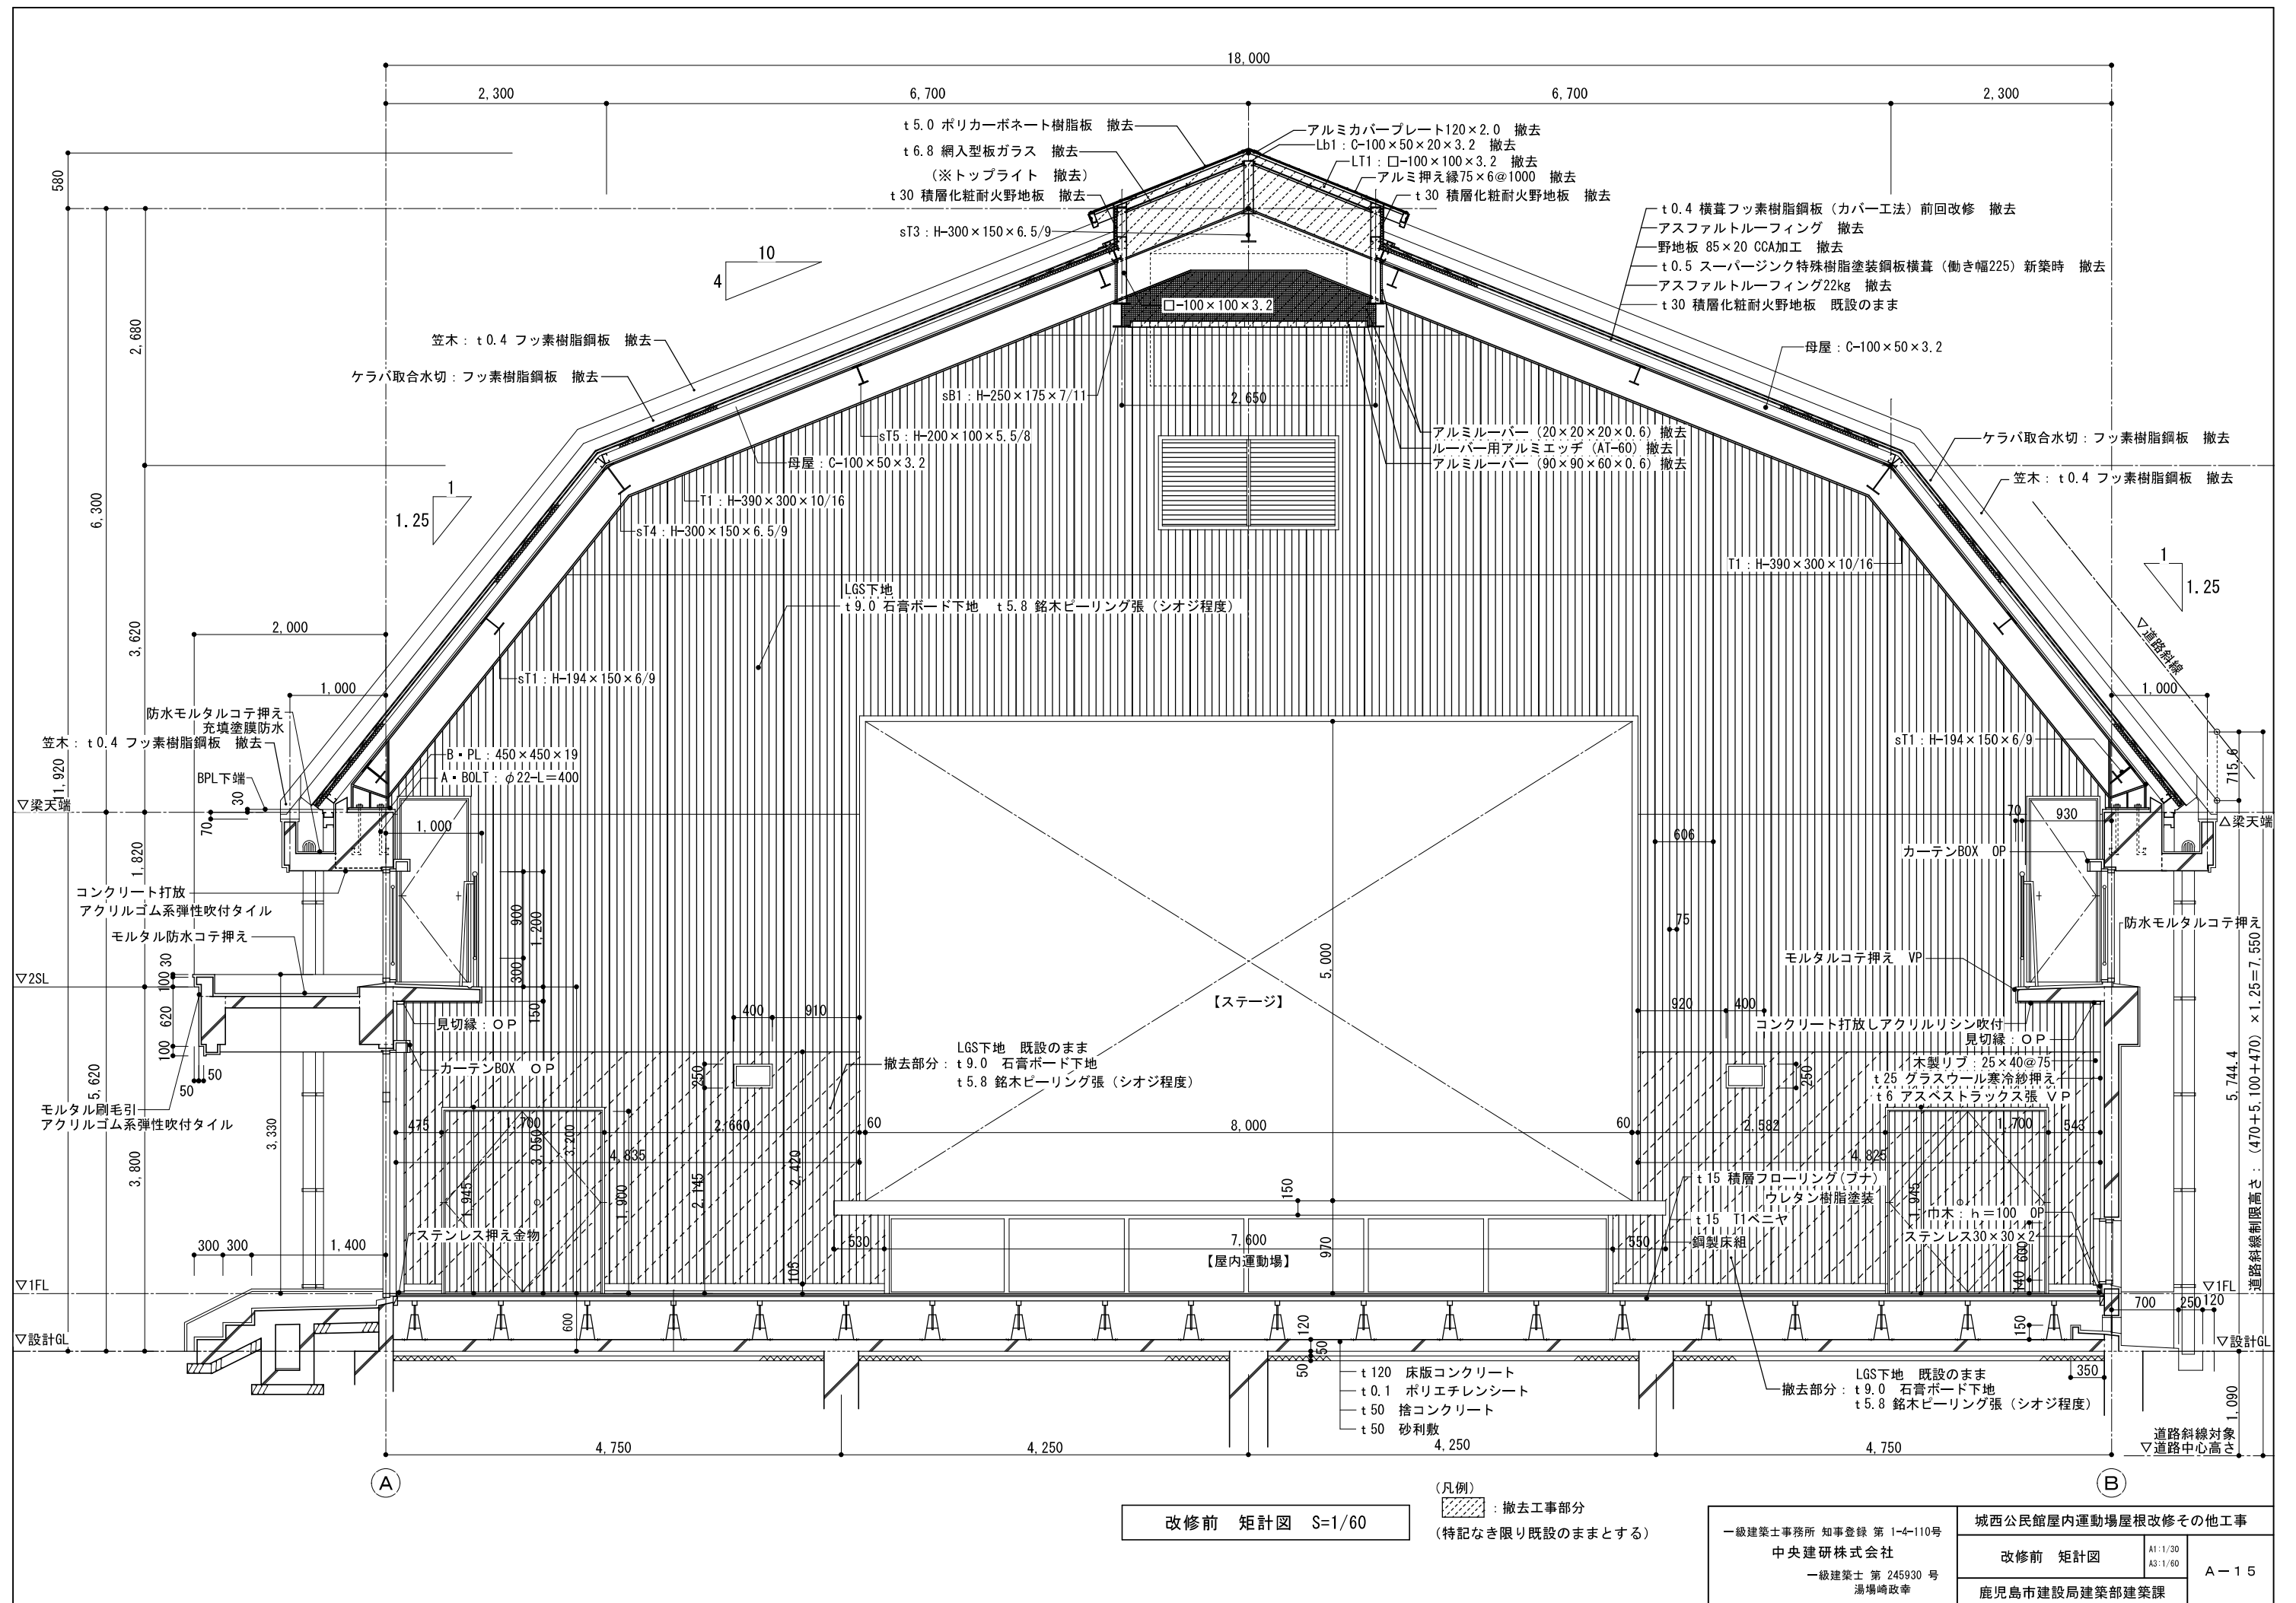 18,000
2,300
6,700
6,700
2,300
t5.0 ポリカーボネート樹脂板 撤去
t6.8 網入型板ガラス 撤去
(※トップライト 撤去)
t30 積層化粧耐火野地板 撤去
sT3:H-300×150×6.5/9
アルミカバープレート120×2.0 撤去
Lb1:C-100×50×20×3.2 撤去
LT1:□-100×100×3.2 撤去
アルミ押え縁75×6@1000 撤去
t30 積層化粧耐火野地板 撤去
t0.4 横葺フッ素樹脂鋼板(カバー工法)前回改修 撤去
アスファルトルーフィング 撤去
野地板 85×20 CCA加工 撤去
t0.5 スーパージンク特殊樹脂塗装鋼板横葺(働き幅225)新築時 撤去
アスファルトルーフィング22kg 撤去
t30 積層化粧耐火野地板 既設のまま
580
10
4
□-100×100×3.2
2,680
笠木:t0.4 フッ素樹脂鋼板 撤去
ケラバ取合水切:フッ素樹脂鋼板 撤去
母屋:C-100×50×3.2
sB1:H-250×175×7/11
2,650
sT5:H-200×100×5.5/8
母屋:C-100×50×3.2
アルミルーバー(20×20×20×0.6)撤去
ルーバー用アルミエッヂ(AT-60)撤去
アルミルーバー(90×90×60×0.6)撤去
ケラバ取合水切:フッ素樹脂鋼板 撤去
笠木:t0.4 フッ素樹脂鋼板 撤去
6,300
1
1.25
T1:H-390×300×10/16
sT4:H-300×150×6.5/9
T1:H-390×300×10/16
1
1.25
LGS下地
t9.0 石膏ボード下地 t5.8 銘木ピーリング張(シオジ程度)
3,620
2,000
▽道路斜線
sT1:H-194×150×6/9
1,000
1,000
防水モルタルコテ押え
充填塗膜防水
笠木:t0.4 フッ素樹脂鋼板 撤去
BPL下端
B・PL:450×450×19
A・BOLT:φ22-L=400
sT1:H-194×150×6/9
715.6
11,920
▽梁天端
30
70
1,000
606
70
930
△梁天端
カーテンBOX OP
1,820
コンクリート打放
アクリルゴム系弾性吹付タイル
モルタル防水コテ押え
900
1,200
300
150
75
5,000
防水モルタルコテ押え
モルタルコテ押え VP
▽2SL
30
100
620
100
50
50
【ステージ】
400
910
920
400
見切縁:OP
カーテンBOX OP
コンクリート打放しアクリルリシン吹付
見切縁:OP
木製リブ:25×40@75
t25 グラスウール寒冷紗押え
t6 アスベストラックス張 VP
LGS下地 既設のまま
撤去部分:t9.0 石膏ボード下地
t5.8 銘木ピーリング張(シオジ程度)
250
250
5,620
5,744.4
道路斜線制限高さ:(470+5,100+470)×1.25=7.550
モルタル刷毛引
アクリルゴム系弾性吹付タイル
3,330
3,800
475
1,700
2,660
60
8,000
60
2,582
1,700
543
3,050
3,200
4,835
2,420
4,825
1,945
1,900
2,145
150
t15 積層フローリング(ブナ)
ウレタン樹脂塗装
t15 T1ベニヤ
鋼製床組
1,945
巾木:h=100 OP
ステンレス30×30×2
ステンレス押え金物
300
300
1,400
530
7,600
550
970
【屋内運動場】
105
600
140
▽1FL
▽1FL
700
250
120
600
120
150
▽設計GL
▽設計GL
50
50
350
t120 床版コンクリート
t0.1 ポリエチレンシート
t50 捨コンクリート
t50 砂利敷
LGS下地 既設のまま
撤去部分:t9.0 石膏ボード下地
t5.8 銘木ピーリング張(シオジ程度)
1,090
道路斜線対象
▽道路中心高さ
4,750
4,250
4,250
4,750
A
B
改修前 矩計図 S=1/60
(凡例)
:撤去工事部分
(特記なき限り既設のままとする)
一級建築士事務所 知事登録 第 1-4-110号
中央建研株式会社
一級建築士 第 245930 号
湯場崎政幸
城西公民館屋内運動場屋根改修その他工事
改修前 矩計図
A1:1/30
A3:1/60
A-15
鹿児島市建設局建築部建築課